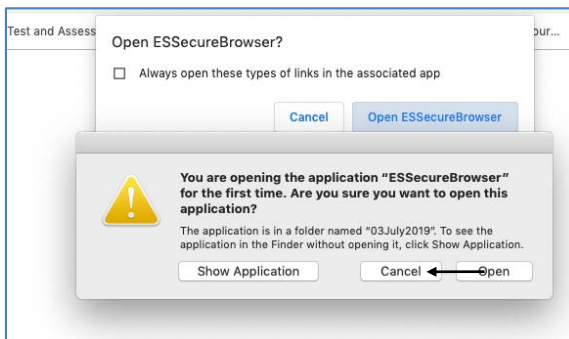 Test and Assess
our...
Open ESSecureBrowser?
Always open these types of links in the associated app
Cancel Open ESSecureBrowser
You are opening the application “ESSecureBrowser”
for the first time. Are you sure you want to open this
application?
The application is in a folder named “03July2019”. To see the
application in the Finder without opening it, click Show Application.
Show Application Cancel Open